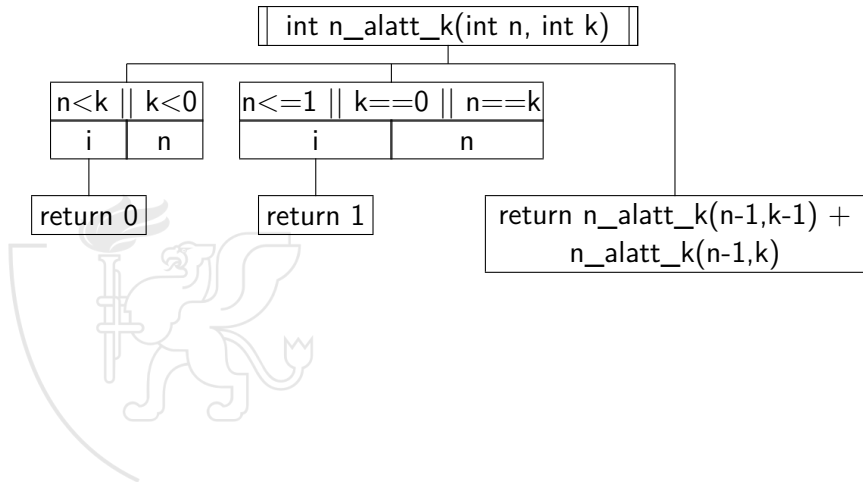 int n_alatt_k(int n, int k)
n<k || k<0
i n
n<=1 || k==0 || n==k
i n
return 0
return 1
return n_alatt_k(n-1,k-1) +
n_alatt_k(n-1,k)